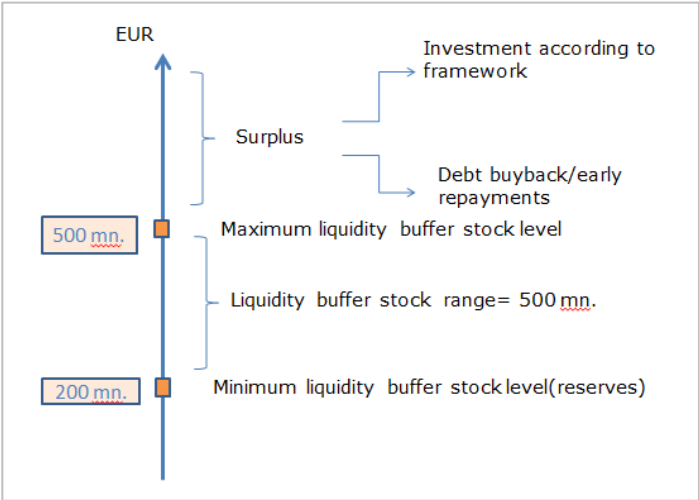 EUR
Investment according to
framework
Surplus
Debt buyback/early
repayments
500 mn.
Maximum liquidity buffer stock level
Liquidity buffer stock range= 500 mn.
200 mn.
Minimum liquidity buffer stock level(reserves)